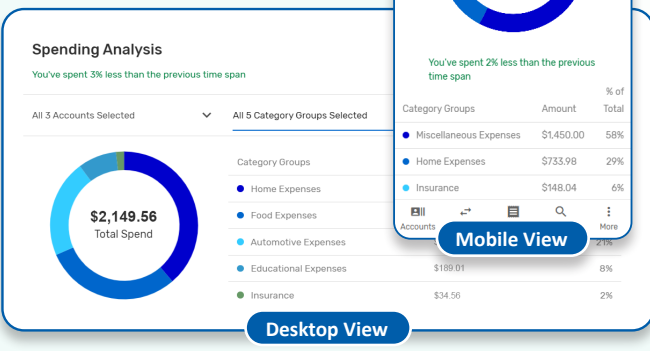 Spending Analysis
You've spent 3% less than the previous time span
All 3 Accounts Selected
All 5 Category Groups Selected
$2,149.56
Total Spend
Category Groups
Home Expenses
Food Expenses
Automotive Expenses
21%
Educational Expenses $189.01 8%
Insurance $34.56 2%
Desktop View
You've spent 2% less than the previous
time span
% of
Category Groups Amount Total
Miscellaneous Expenses $1,450.00 58%
Home Expenses $733.98 29%
Insurance $148.04 6%
Accounts
More
Mobile View